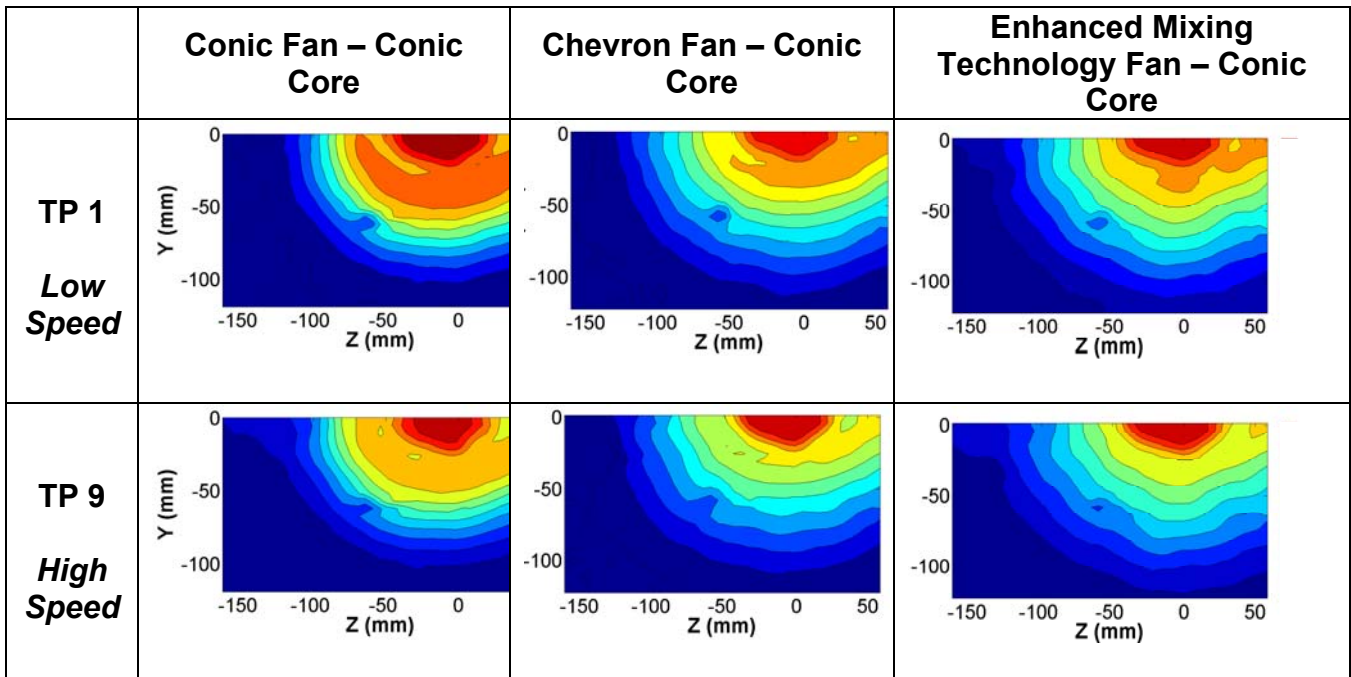 Conic Fan – Conic
Core
Chevron Fan – Conic
Core
Enhanced Mixing
Technology Fan – Conic
Core
TP 1
Low
Speed
0
-50
-100
Y (mm)
-150 -100 -50 0
Z (mm)
0
-50
-100
-150 -100 -50 0 50
Z (mm)
0
-50
-100
-150 -100 -50 0 50
Z (mm)
TP 9
High
Speed
0
-50
-100
Y (mm)
-150 -100 -50 0
Z (mm)
0
-50
-100
-150 -100 -50 0 50
Z (mm)
0
-50
-100
-150 -100 -50 0 50
Z (mm)